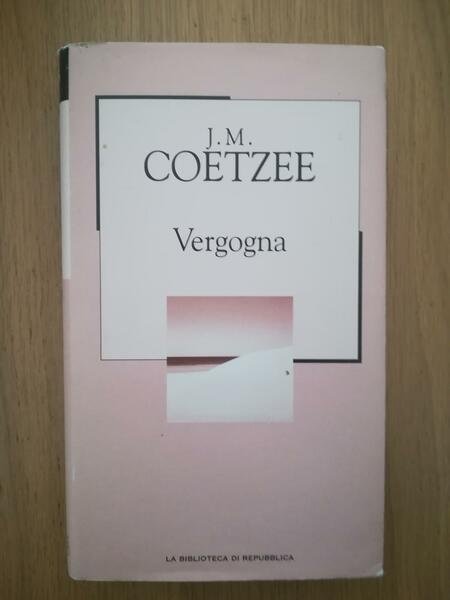 J.M.
COETZEE
Vergogna
LA BIBLIOTECA DI REPUBBLICA